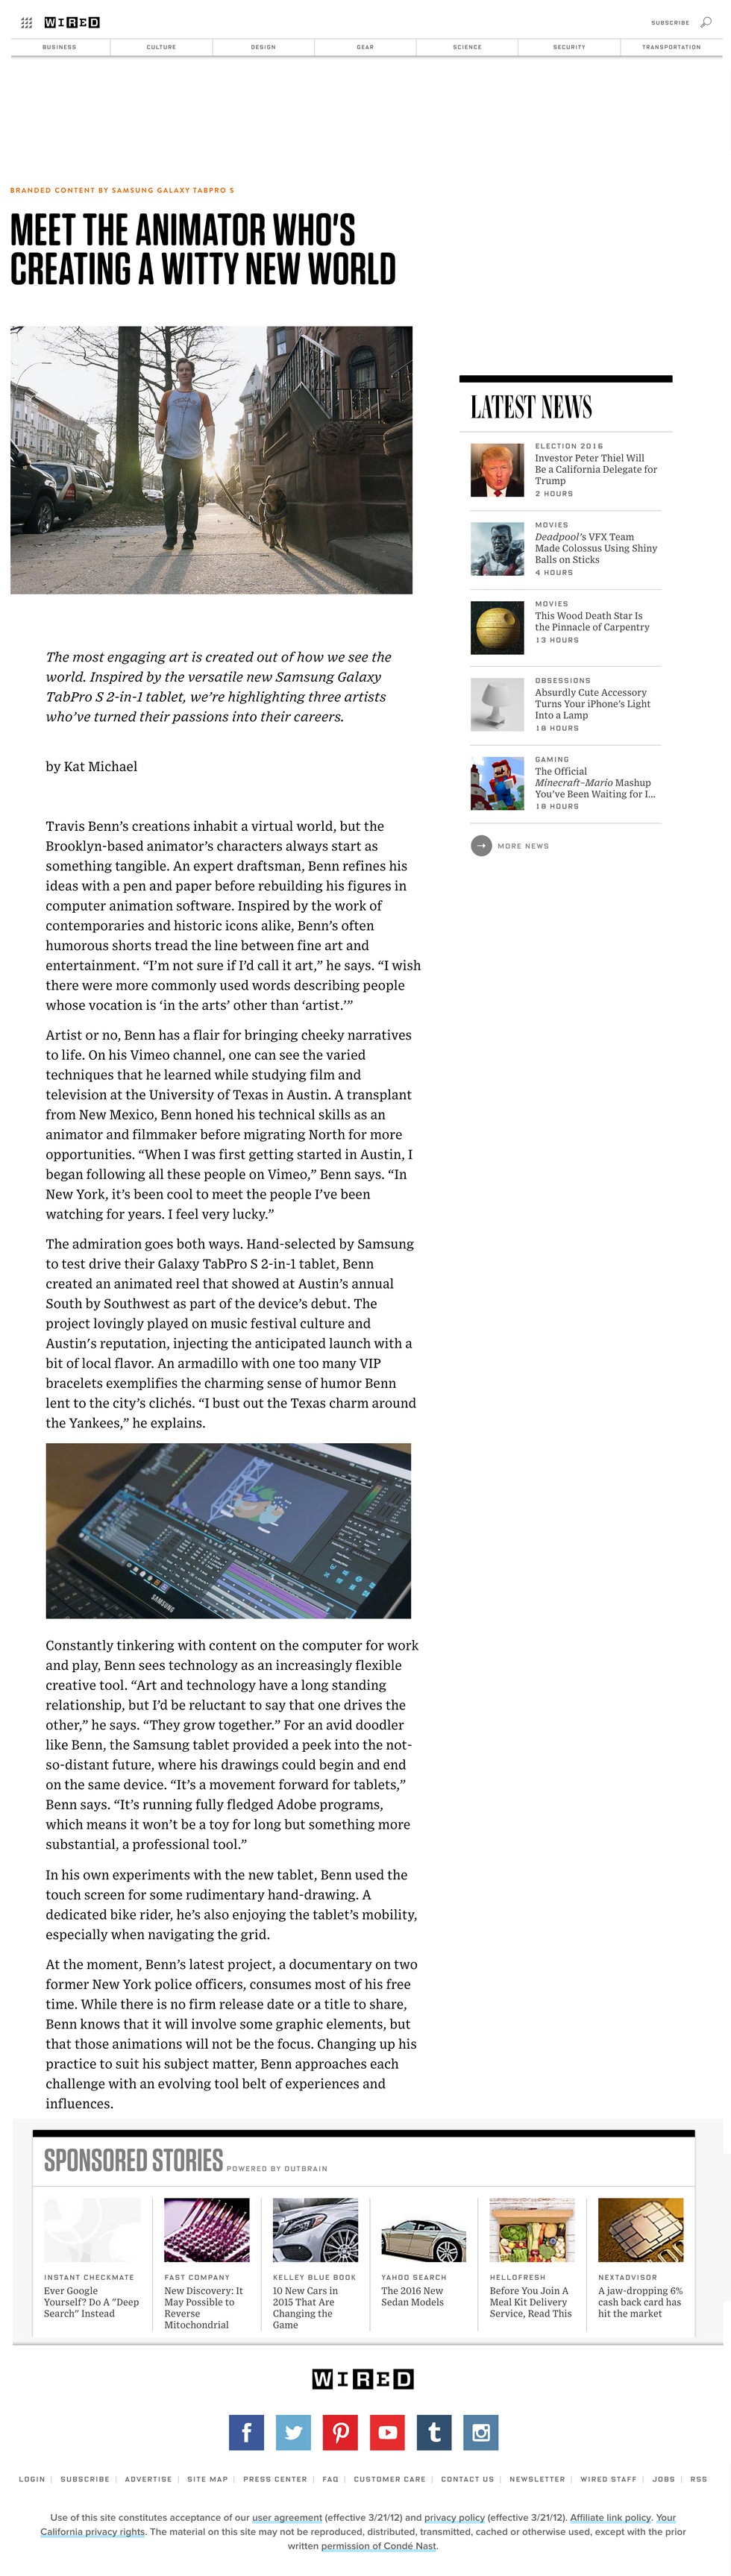 WIRED
SUBSCRIBE
BUSINESS
CULTURE
DESIGN
GEAR
SCIENCE
SECURITY
TRANSPORTATION
BRANDED CONTENT BY SAMSUNG GALAXY TABPRO S
MEET THE ANIMATOR WHO'S
CREATING A WITTY NEW WORLD
TEXAS
The most engaging art is created out of how we see the
world. Inspired by the versatile new Samsung Galaxy
TabPro S 2-in-1 tablet, we’re highlighting three artists
who’ve turned their passions into their careers.
by Kat Michael
Travis Benn’s creations inhabit a virtual world, but the
Brooklyn-based animator’s characters always start as
something tangible. An expert draftsman, Benn refines his
ideas with a pen and paper before rebuilding his figures in
computer animation software. Inspired by the work of
contemporaries and historic icons alike, Benn’s often
humorous shorts tread the line between fine art and
entertainment. “I’m not sure if I’d call it art,” he says. “I wish
there were more commonly used words describing people
whose vocation is ‘in the arts’ other than ‘artist.’”
Artist or no, Benn has a flair for bringing cheeky narratives
to life. On his Vimeo channel, one can see the varied
techniques that he learned while studying film and
television at the University of Texas in Austin. A transplant
from New Mexico, Benn honed his technical skills as an
animator and filmmaker before migrating North for more
opportunities. “When I was first getting started in Austin, I
began following all these people on Vimeo,” Benn says. “In
New York, it’s been cool to meet the people I’ve been
watching for years. I feel very lucky.”
The admiration goes both ways. Hand-selected by Samsung
to test drive their Galaxy TabPro S 2-in-1 tablet, Benn
created an animated reel that showed at Austin’s annual
South by Southwest as part of the device’s debut. The
project lovingly played on music festival culture and
Austin's reputation, injecting the anticipated launch with a
bit of local flavor. An armadillo with one too many VIP
bracelets exemplifies the charming sense of humor Benn
lent to the city’s clichés. “I bust out the Texas charm around
the Yankees,” he explains.
SAMSUNG
Constantly tinkering with content on the computer for work
and play, Benn sees technology as an increasingly flexible
creative tool. “Art and technology have a long standing
relationship, but I’d be reluctant to say that one drives the
other,” he says. “They grow together.” For an avid doodler
like Benn, the Samsung tablet provided a peek into the not-
so-distant future, where his drawings could begin and end
on the same device. “It’s a movement forward for tablets,”
Benn says. “It’s running fully fledged Adobe programs,
which means it won’t be a toy for long but something more
substantial, a professional tool.”
In his own experiments with the new tablet, Benn used the
touch screen for some rudimentary hand-drawing. A
dedicated bike rider, he’s also enjoying the tablet’s mobility,
especially when navigating the grid.
At the moment, Benn’s latest project, a documentary on two
former New York police officers, consumes most of his free
time. While there is no firm release date or a title to share,
Benn knows that it will involve some graphic elements, but
that those animations will not be the focus. Changing up his
practice to suit his subject matter, Benn approaches each
challenge with an evolving tool belt of experiences and
influences.
LATEST NEWS
ELECTION 2016
Investor Peter Thiel Will
Be a California Delegate for
Trump
2 HOURS
MOVIES
Deadpool’s VFX Team
Made Colossus Using Shiny
Balls on Sticks
4 HOURS
MOVIES
This Wood Death Star Is
the Pinnacle of Carpentry
13 HOURS
OBSESSIONS
Absurdly Cute Accessory
Turns Your iPhone’s Light
Into a Lamp
18 HOURS
GAMING
The Official
Minecraft–Mario Mashup
You’ve Been Waiting for I...
18 HOURS
MORE NEWS
SPONSORED STORIES POWERED BY OUTBRAIN
INSTANT CHECKMATE
Ever Google
Yourself? Do A "Deep
Search" Instead
FAST COMPANY
New Discovery: It
May Possible to
Reverse
Mitochondrial
KELLEY BLUE BOOK
10 New Cars in
2015 That Are
Changing the
Game
YAHOO SEARCH
The 2016 New
Sedan Models
HELLOFRESH
Before You Join A
Meal Kit Delivery
Service, Read This
NEXTADVISOR
A jaw-dropping 6%
cash back card has
hit the market
WIRED
LOGIN | SUBSCRIBE | ADVERTISE | SITE MAP | PRESS CENTER | FAQ | CUSTOMER CARE | CONTACT US | NEWSLETTER | WIRED STAFF | JOBS | RSS
Use of this site constitutes acceptance of our user agreement (effective 3/21/12) and privacy policy (effective 3/21/12). Affiliate link policy. Your
California privacy rights. The material on this site may not be reproduced, distributed, transmitted, cached or otherwise used, except with the prior
written permission of Condé Nast.